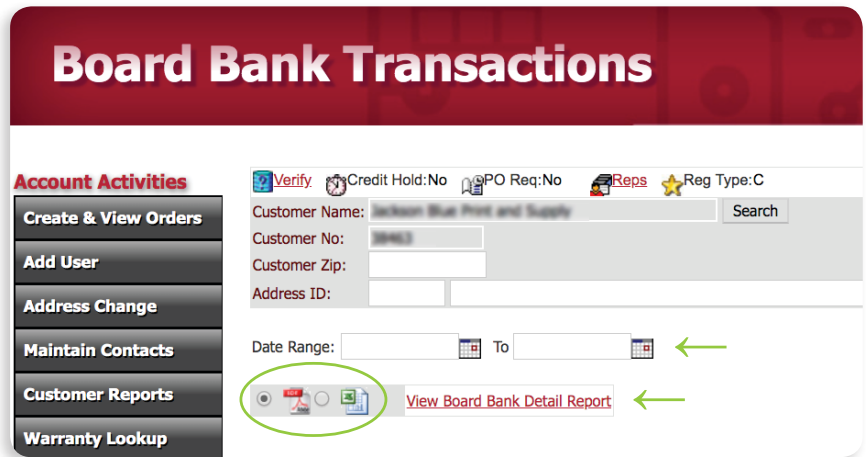 Board Bank Transactions
Account Activities
Create & View Orders
Add User
Address Change
Maintain Contacts
Customer Reports
Warranty Lookup
Verify Credit Hold:No PO Req:No Reps Reg Type:C
Customer Name: Search
Customer No:
Customer Zip:
Address ID:
Date Range: To
View Board Bank Detail Report